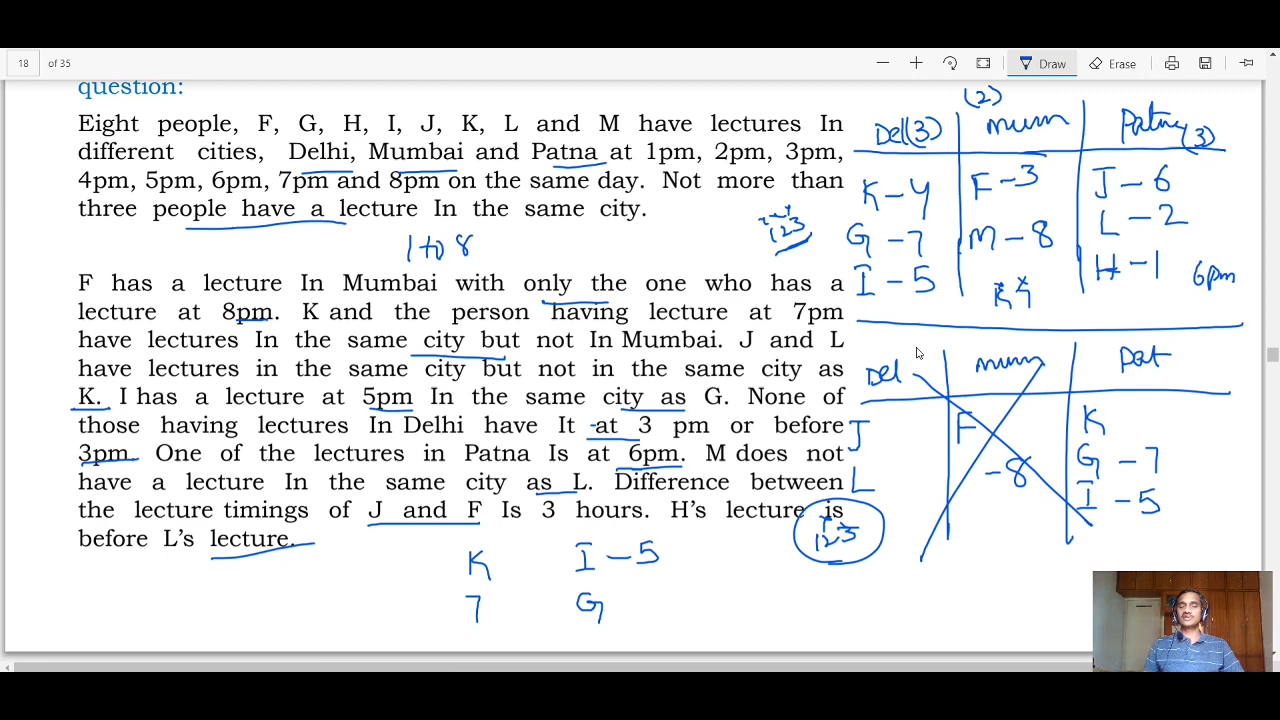 18 of 35
Draw
Erase
question:
Eight people, F, G, H, I, J, K, L and M have lectures In
different cities, Delhi, Mumbai and Patna at 1pm, 2pm, 3pm,
4pm, 5pm, 6pm, 7pm and 8pm on the same day. Not more than
three people have a lecture In the same city.
1 to 8
F has a lecture In Mumbai with only the one who has a
lecture at 8pm. K and the person having lecture at 7pm
have lectures In the same city but not In Mumbai. J and L
have lectures in the same city but not in the same city as
K. I has a lecture at 5pm In the same city as G. None of
those having lectures In Delhi have It at 3 pm or before
3pm. One of the lectures in Patna Is at 6pm. M does not
have a lecture In the same city as L. Difference between
the lecture timings of J and F Is 3 hours. H's lecture is
before L's lecture.
K I – 5
7 G
(2)
Del(3) mum Patna(3)
K – 4 F – 3 J – 6
G – 7 M – 8 L – 2
I – 5 H – 1
K 7
6pm
123
Del mum Pat
J F K
L – 8 G – 7
I – 5
123